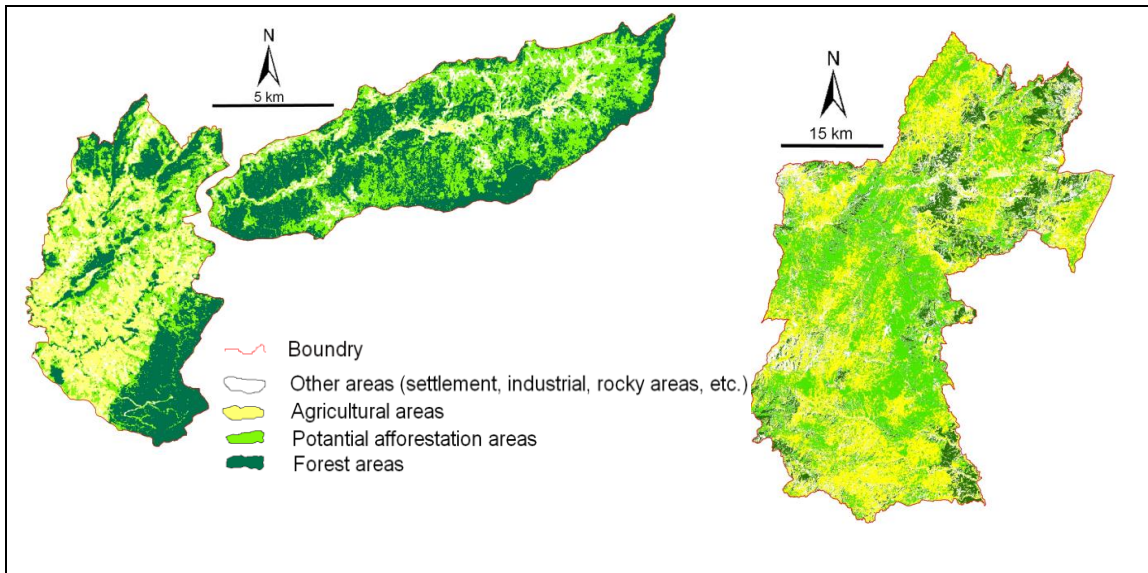 N
5 km
N
15 km
Boundry
Other areas (settlement, industrial, rocky areas, etc.)
Agricultural areas
Potential afforestation areas
Forest areas